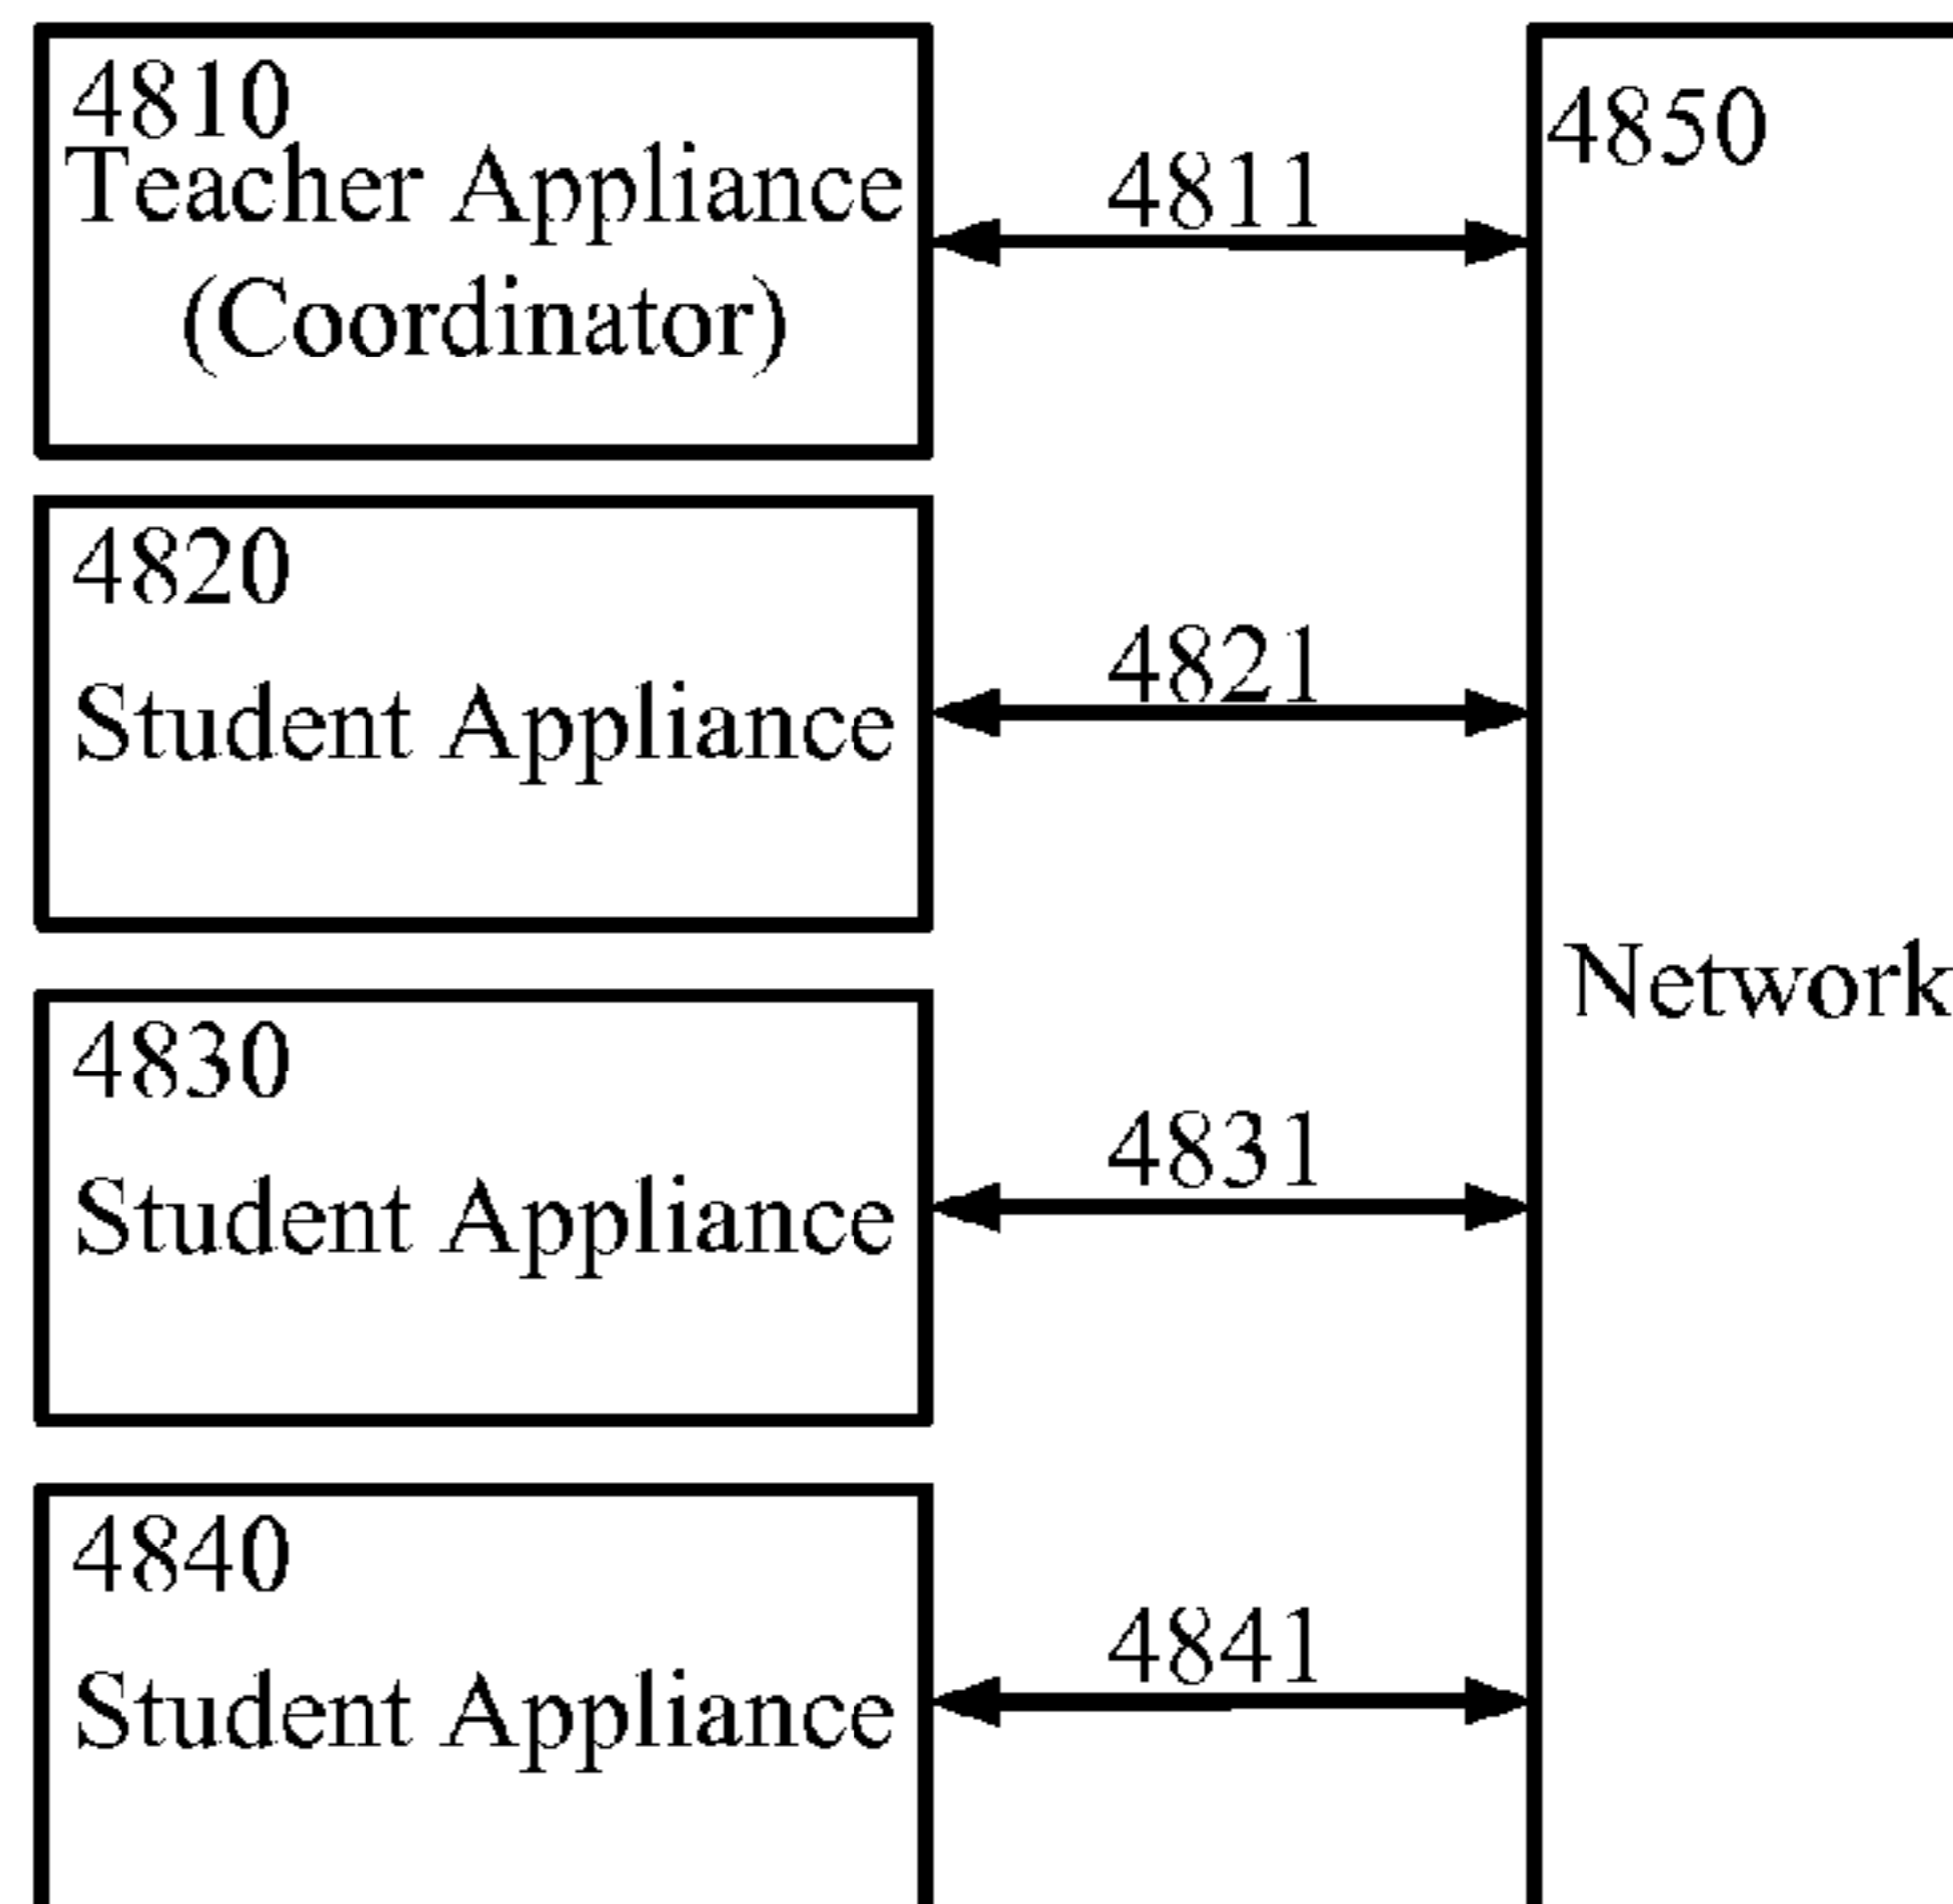 4810
Teacher Appliance
(Coordinator)
4811
4850
4820
Student Appliance
4821
Network
4830
Student Appliance
4831
4840
Student Appliance
4841